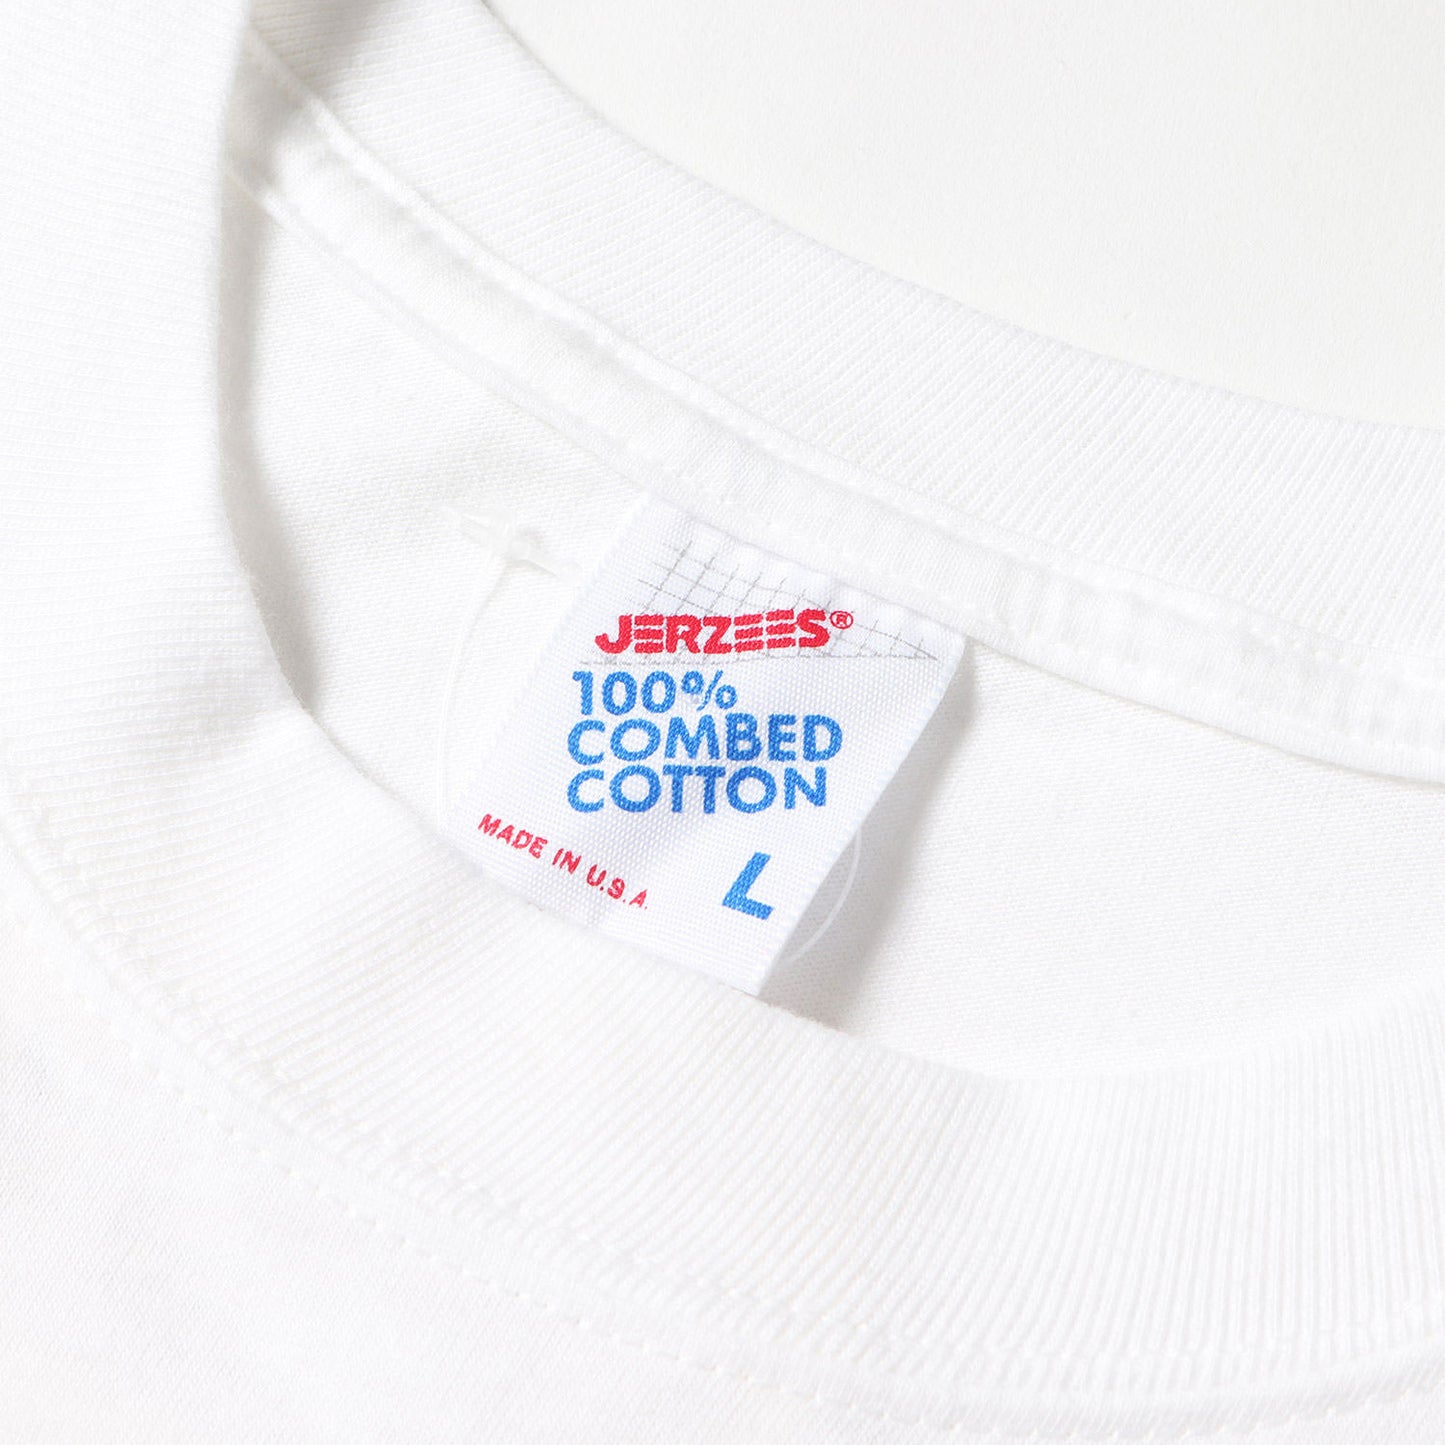 JERZEES®
100%
COMBED
COTTON
MADE IN U.S.A.
L